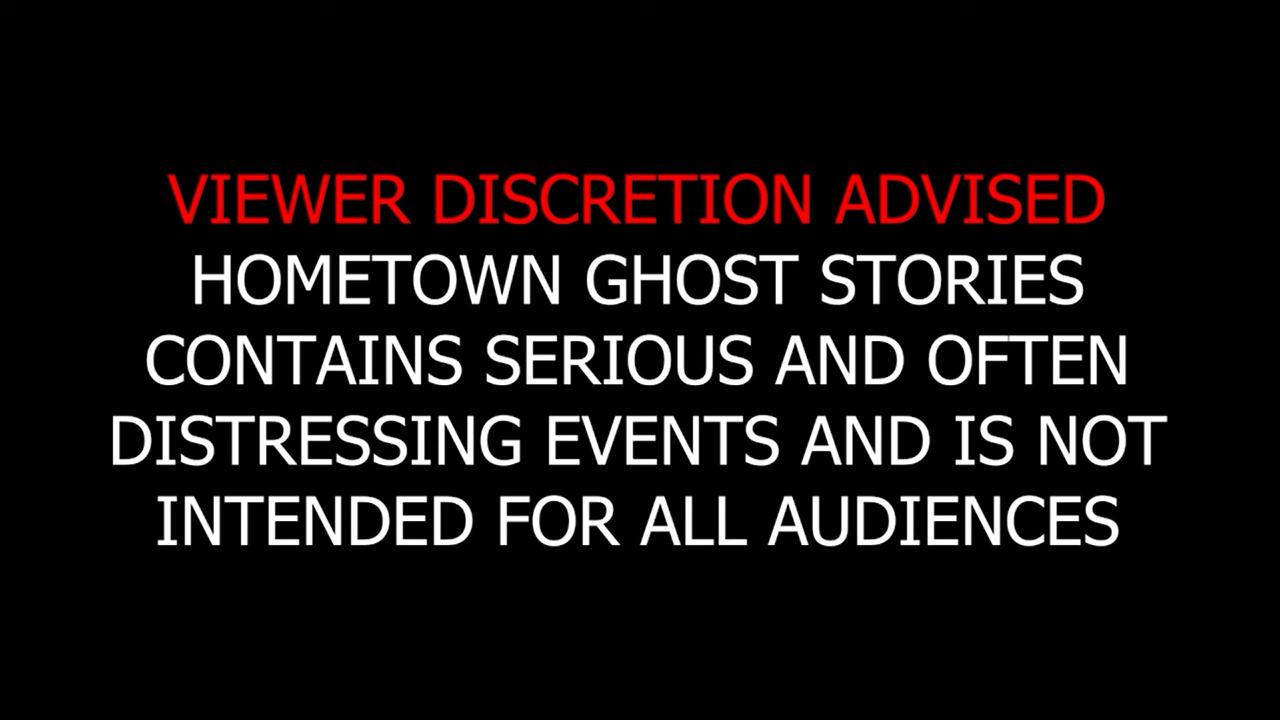 VIEWER DISCRETION ADVISED
HOMETOWN GHOST STORIES
CONTAINS SERIOUS AND OFTEN
DISTRESSING EVENTS AND IS NOT
INTENDED FOR ALL AUDIENCES